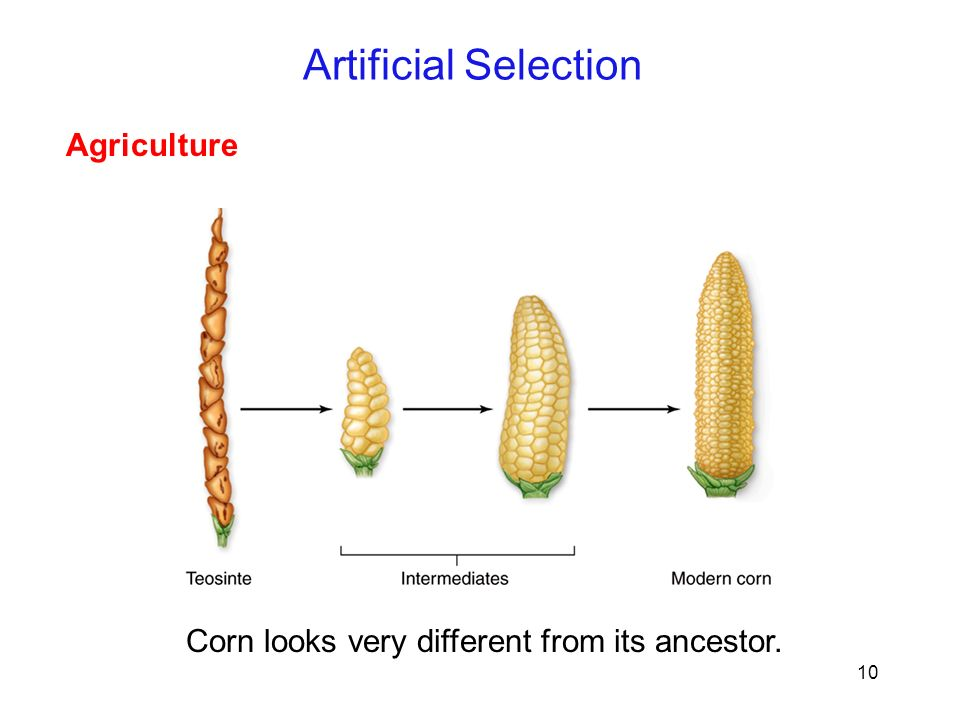 Artificial Selection
Agriculture
Teosinte
Intermediates
Modern corn
Corn looks very different from its ancestor.
10